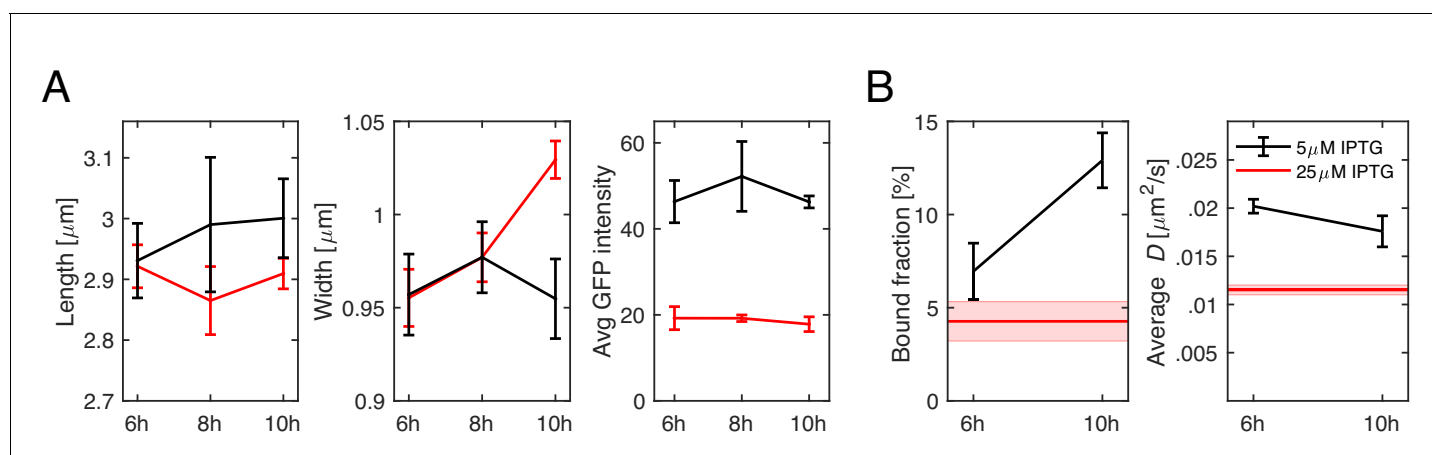 A
Length [μm]
3.1
3
2.9
2.8
2.7
6h 8h 10h
Width [μm]
1.05
1
0.95
0.9
6h 8h 10h
Avg GFP intensity
60
40
20
0
6h 8h 10h
B
Bound fraction [%]
15
10
5
0
6h 10h
Average D [μm²/s]
.025
.02
.015
.01
.005
6h 10h
5μM IPTG
25μM IPTG